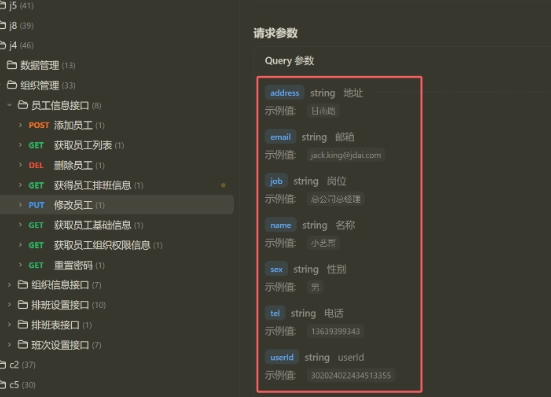 j5 (41)
j8 (39)
j4 (46)
数据管理 (13)
组织管理 (33)
员工信息接口 (8)
POST 添加员工 (1)
GET 获取员工列表 (1)
DEL 删除员工 (1)
GET 获得员工排班信息 (1)
PUT 修改员工 (1)
GET 获取员工基础信息 (1)
GET 获取员工组织权限信息 (1)
GET 重置密码 (1)
组织信息接口 (7)
排班设置接口 (10)
排班表接口 (1)
班次设置接口 (7)
c2 (37)
c5 (30)
请求参数
Query 参数
address string 地址
示例值: 甘南路
email string 邮箱
示例值: jack.king@jdai.com
job string 岗位
示例值: 总公司总经理
name string 名称
示例值:
sex string 性别
示例值: 男
tel string 电话
示例值: 13639399343
userId string userId
示例值: 302024022434513355